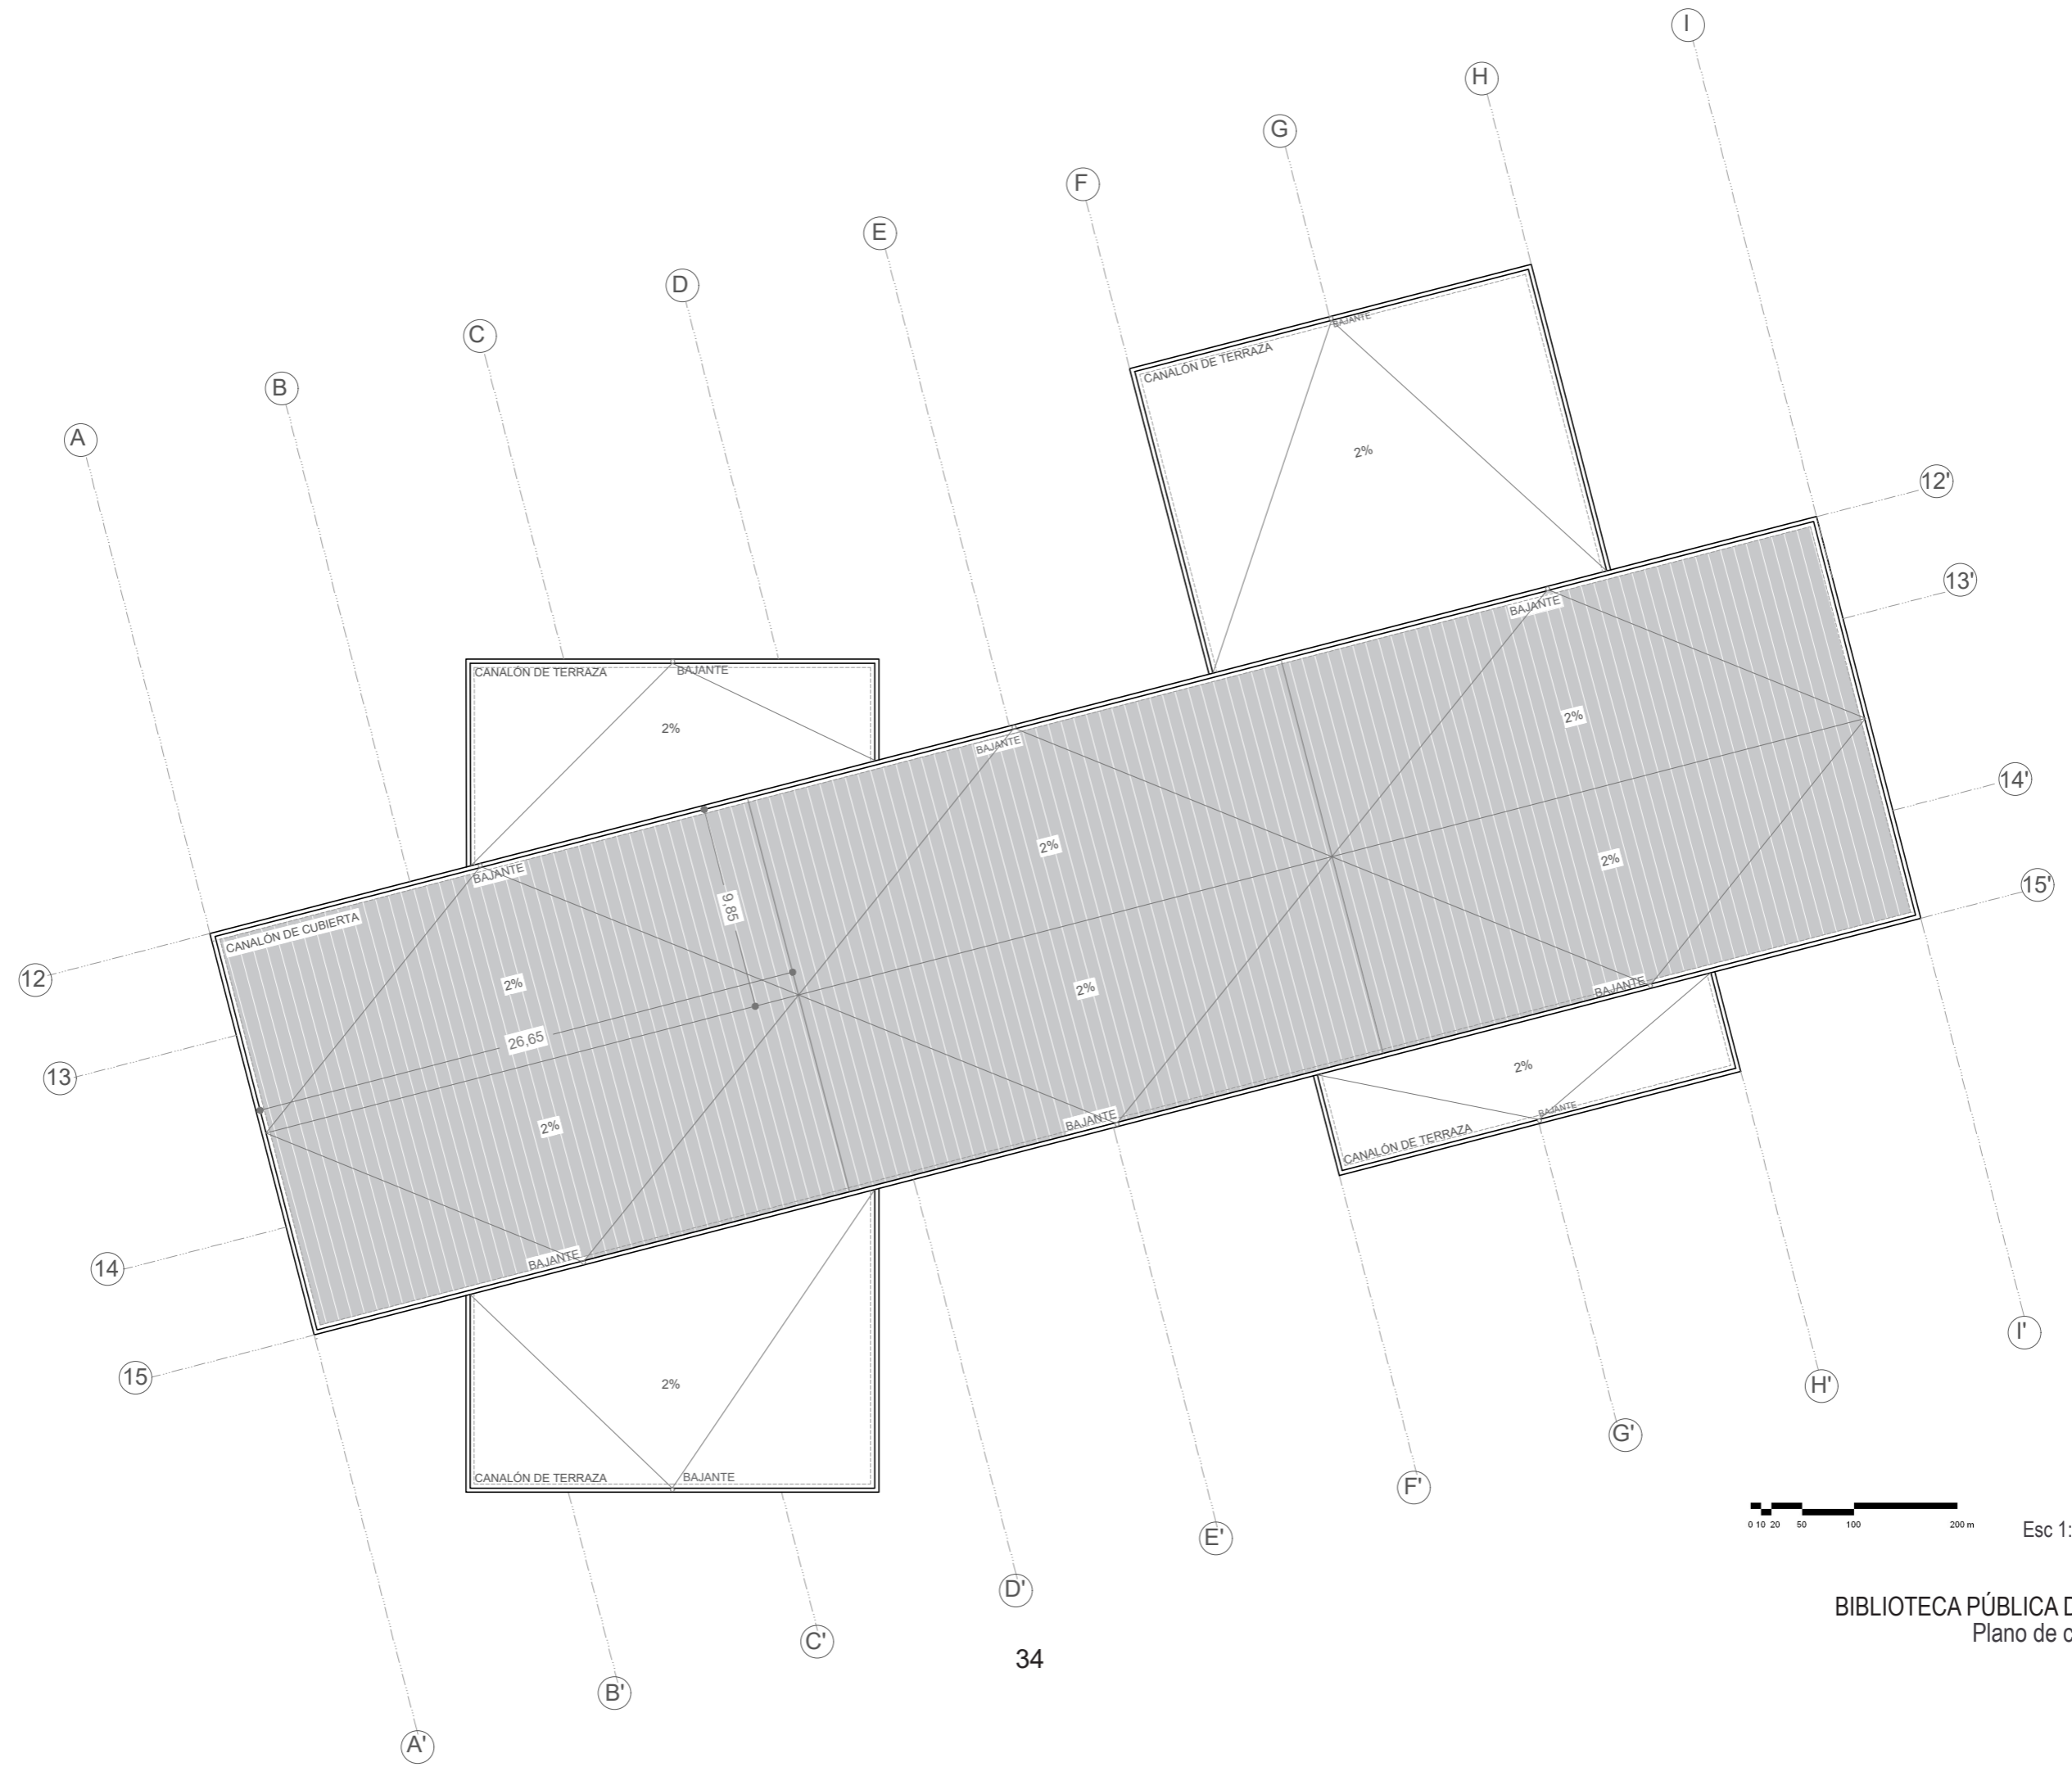 I
H
G
F
E
D
C
B
A
BAJANTE
CANALÓN DE TERRAZA
2%
12'
13'
14'
15'
CANALÓN DE TERRAZA
BAJANTE
2%
BAJANTE
2%
BAJANTE
2%
BAJANTE
CANALÓN DE CUBIERTA
9,85
2%
2%
12
2%
26,65
BAJANTE
13
2%
2%
BAJANTE
BAJANTE
CANALÓN DE TERRAZA
BAJANTE
14
15
2%
CANALÓN DE TERRAZA
BAJANTE
I'
H'
G'
F'
E'
D'
C'
B'
A'
0 10 20 50 100 200 m
Esc 1:
BIBLIOTECA PÚBLICA
Plano de
34